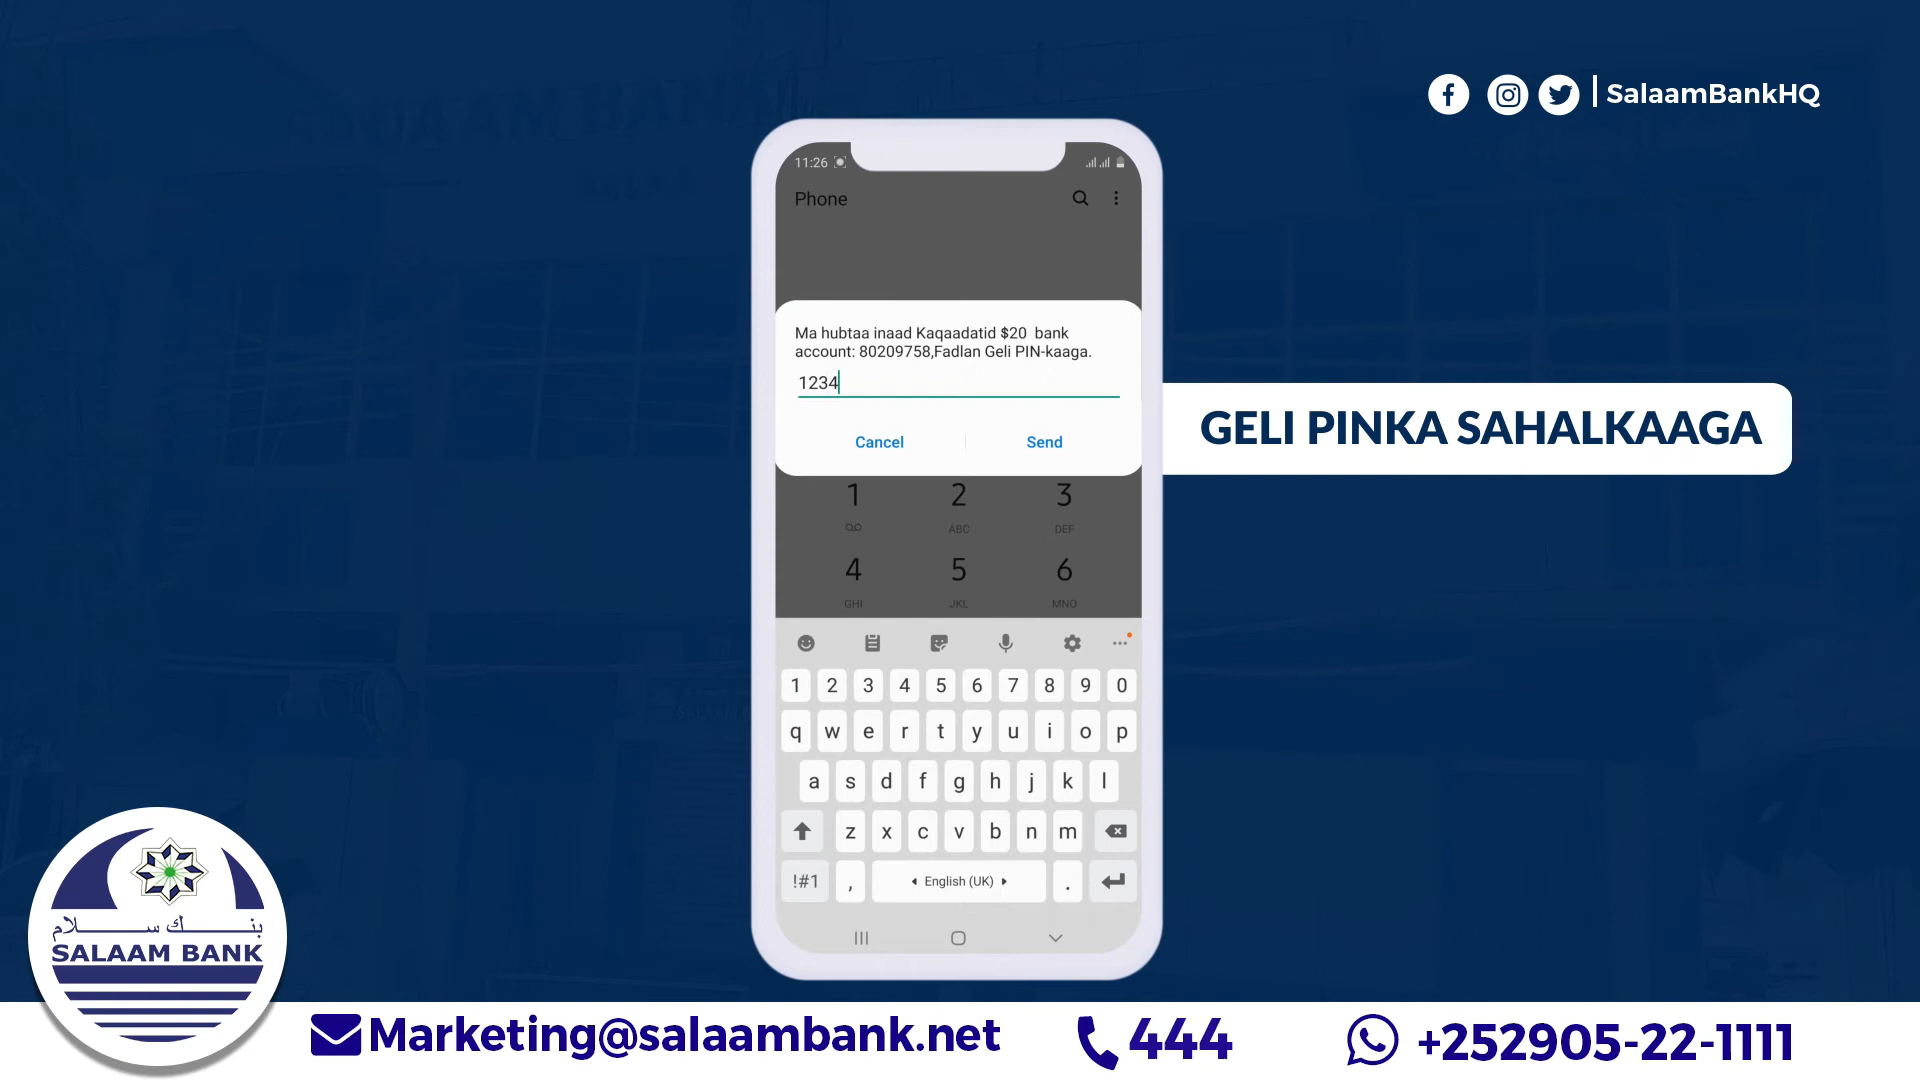 SalaamBankHQ
11:26
Phone
Ma hubtaa inaad Kaqaadatid $20 bank
account: 80209758,Fadlan Geli PIN-kaaga.
1234
Cancel Send
GELI PINKA SAHALKAAGA
1 2 3
ABC DEF
4 5 6
GHI JKL MNO
1 2 3 4 5 6 7 8 9 0
q w e r t y u i o p
a s d f g h j k l
z x c v b n m
!#1 , English (UK) .
بنك سلام
SALAAM BANK
Marketing@salaambank.net 444 +252905-22-1111